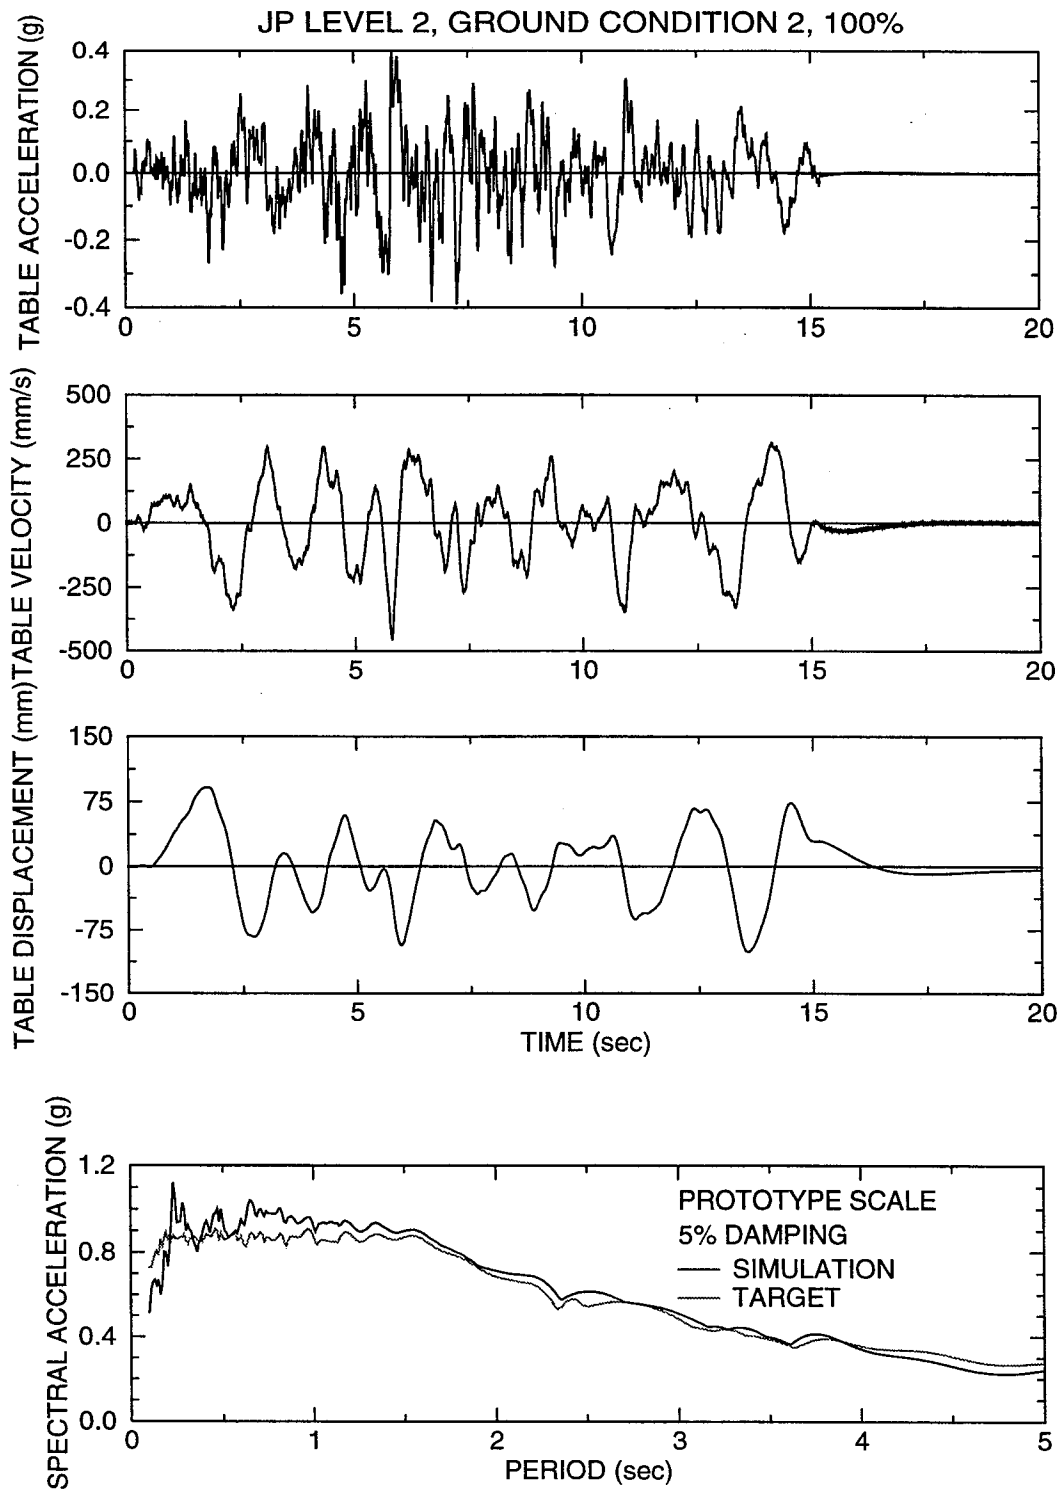 JP LEVEL 2, GROUND CONDITION 2, 100%
TABLE ACCELERATION (g)
0.4
0.2
0.0
-0.2
-0.4
0 5 10 15 20
TABLE VELOCITY (mm/s)
500
250
0
-250
-500
0 5 10 15 20
TABLE DISPLACEMENT (mm)
150
75
0
-75
-150
0 5 10 15 20
TIME (sec)
SPECTRAL ACCELERATION (g)
1.2
0.8
0.4
0.0
PROTOTYPE SCALE
5% DAMPING
SIMULATION
TARGET
0 1 2 3 4 5
PERIOD (sec)